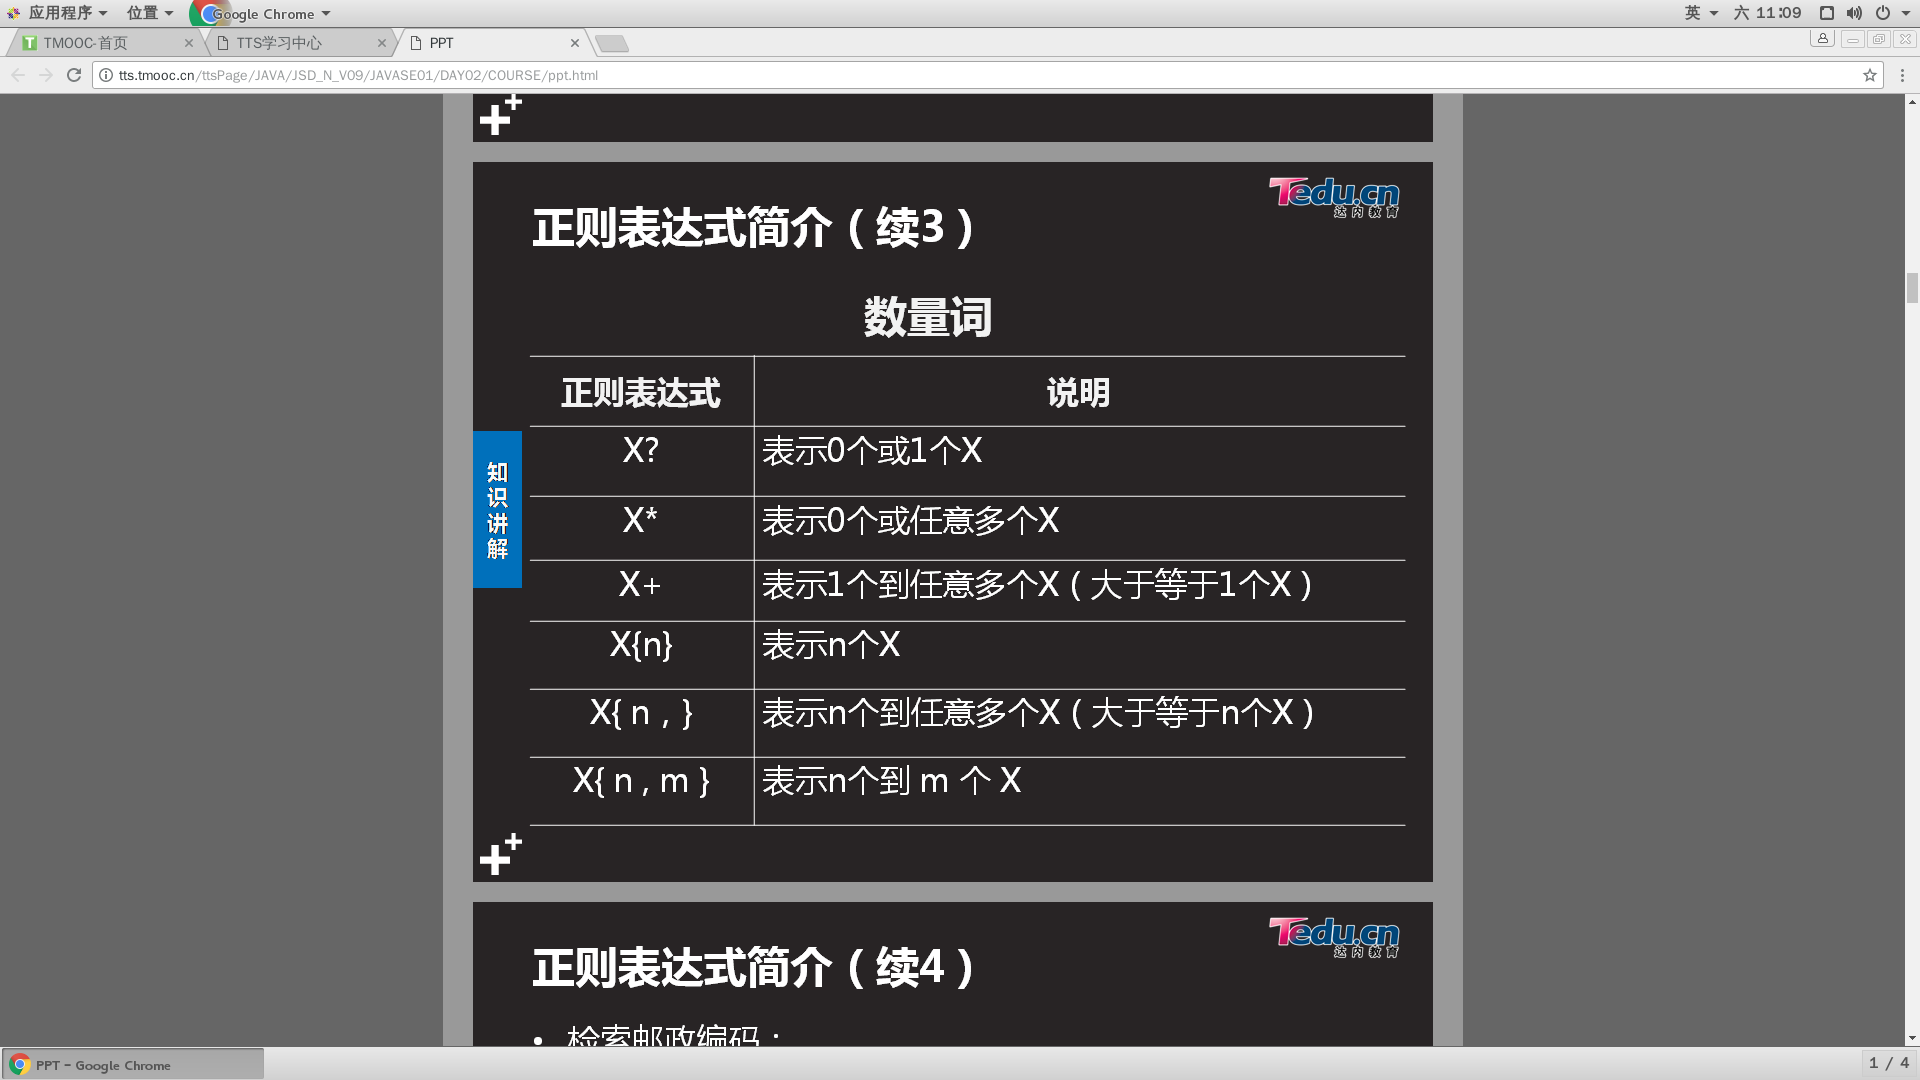 应用程序 位置 Google Chrome 英 六 11:09
TMOOC-首页 TTS学习中心 PPT
tts.tmooc.cn/ttsPage/JAVA/JSD_N_V09/JAVASE01/DAY02/COURSE/ppt.html
Tedu.cn
达内教育
正则表达式简介（续3）
数量词
正则表达式 说明
X? 表示0个或1个X
X* 表示0个或任意多个X
X+ 表示1个到任意多个X（大于等于1个X）
X{n} 表示n个X
X{ n , } 表示n个到任意多个X（大于等于n个X）
X{ n , m } 表示n个到 m 个 X
知识讲解
Tedu.cn
达内教育
正则表达式简介（续4）
• 检索邮政编码：
PPT - Google Chrome 1 / 4